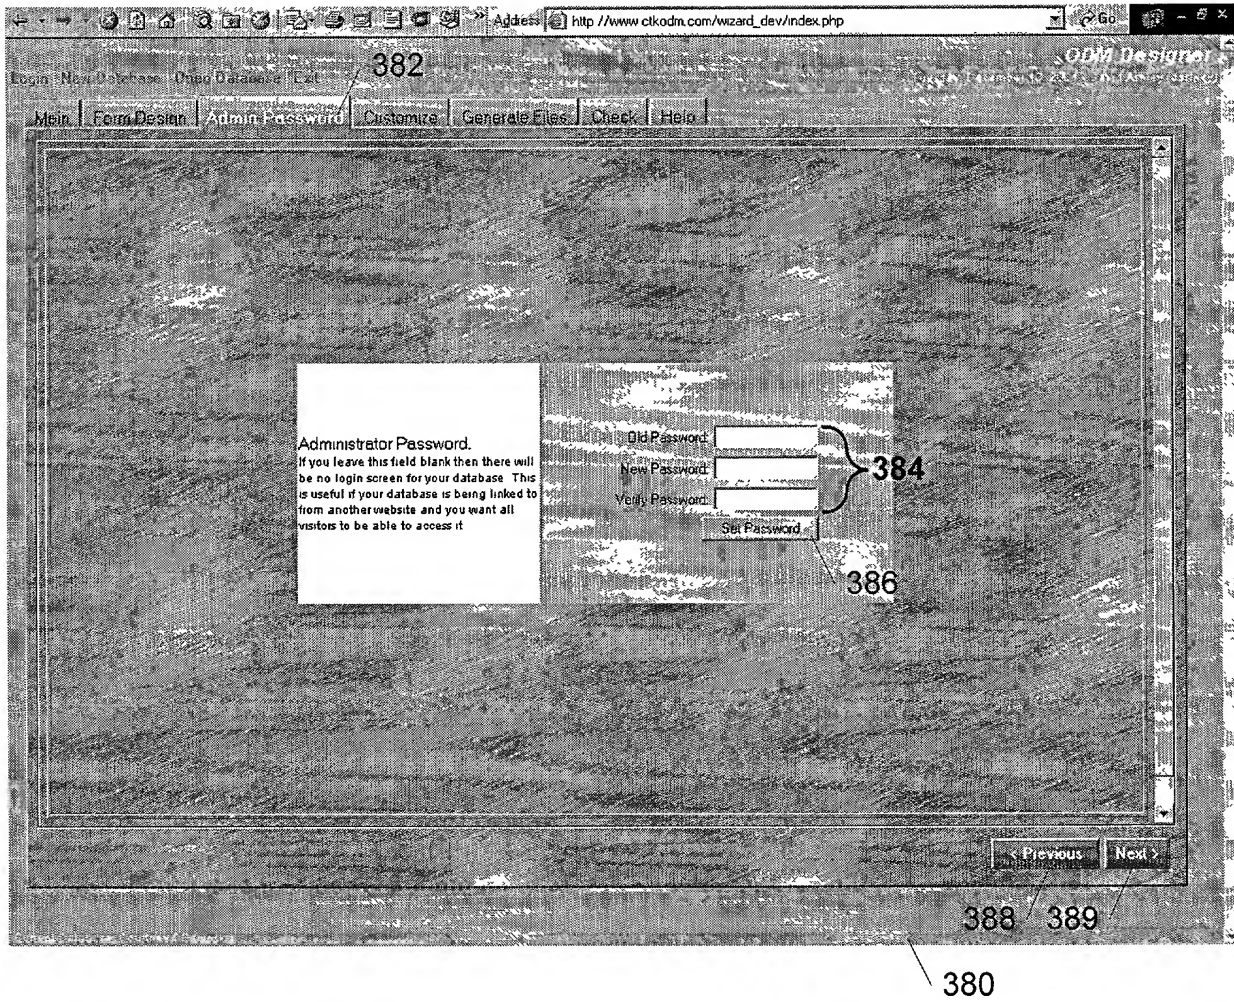 Address http://www.ctkodm.com/wizard_dev/index.php Go
ODM Designer
Login New Database Open Database Exit
382
Main Form Design Admin Password Customize Generate Files Check Help
Administrator Password.
If you leave this field blank then there will
be no login screen for your database This
is useful if your database is being linked to
from another website and you want all
visitors to be able to access it
Old Password:
New Password:
Verify Password:
384
Set Password
386
< Previous Next >
388 389
380